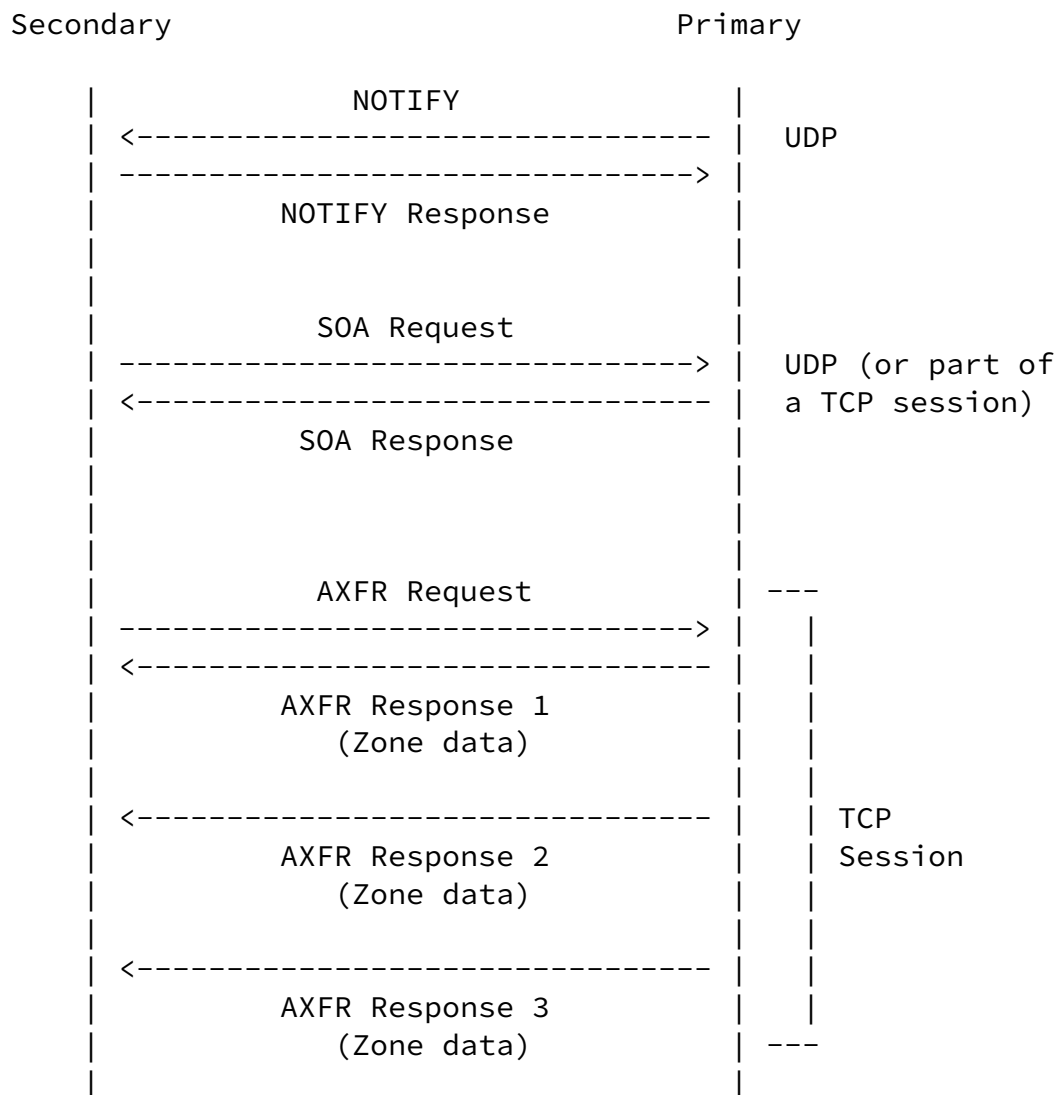 Secondary Primary
NOTIFY
<-------------------------------- UDP
-------------------------------->
NOTIFY Response
SOA Request
--------------------------------> UDP (or part of
<-------------------------------- a TCP session)
SOA Response
AXFR Request ---
-------------------------------->
<--------------------------------
AXFR Response 1
(Zone data)
<-------------------------------- TCP
AXFR Response 2 Session
(Zone data)
<--------------------------------
AXFR Response 3
(Zone data) ---